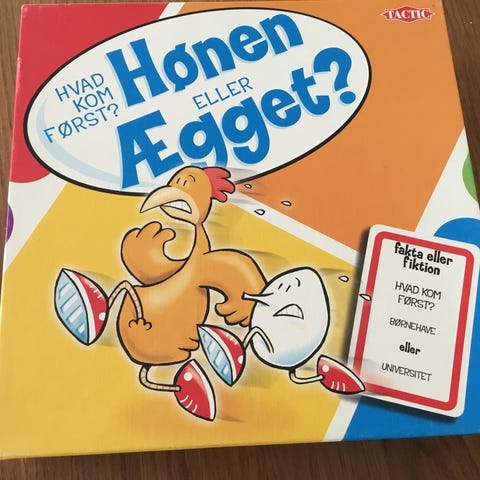 TACTIC
HVAD
KOM
FØRST?
Hønen
ELLER
Ægget?
fakta eller
fiktion
HVAD KOM
FØRST?
BØRNEHAVE
eller
UNIVERSITET